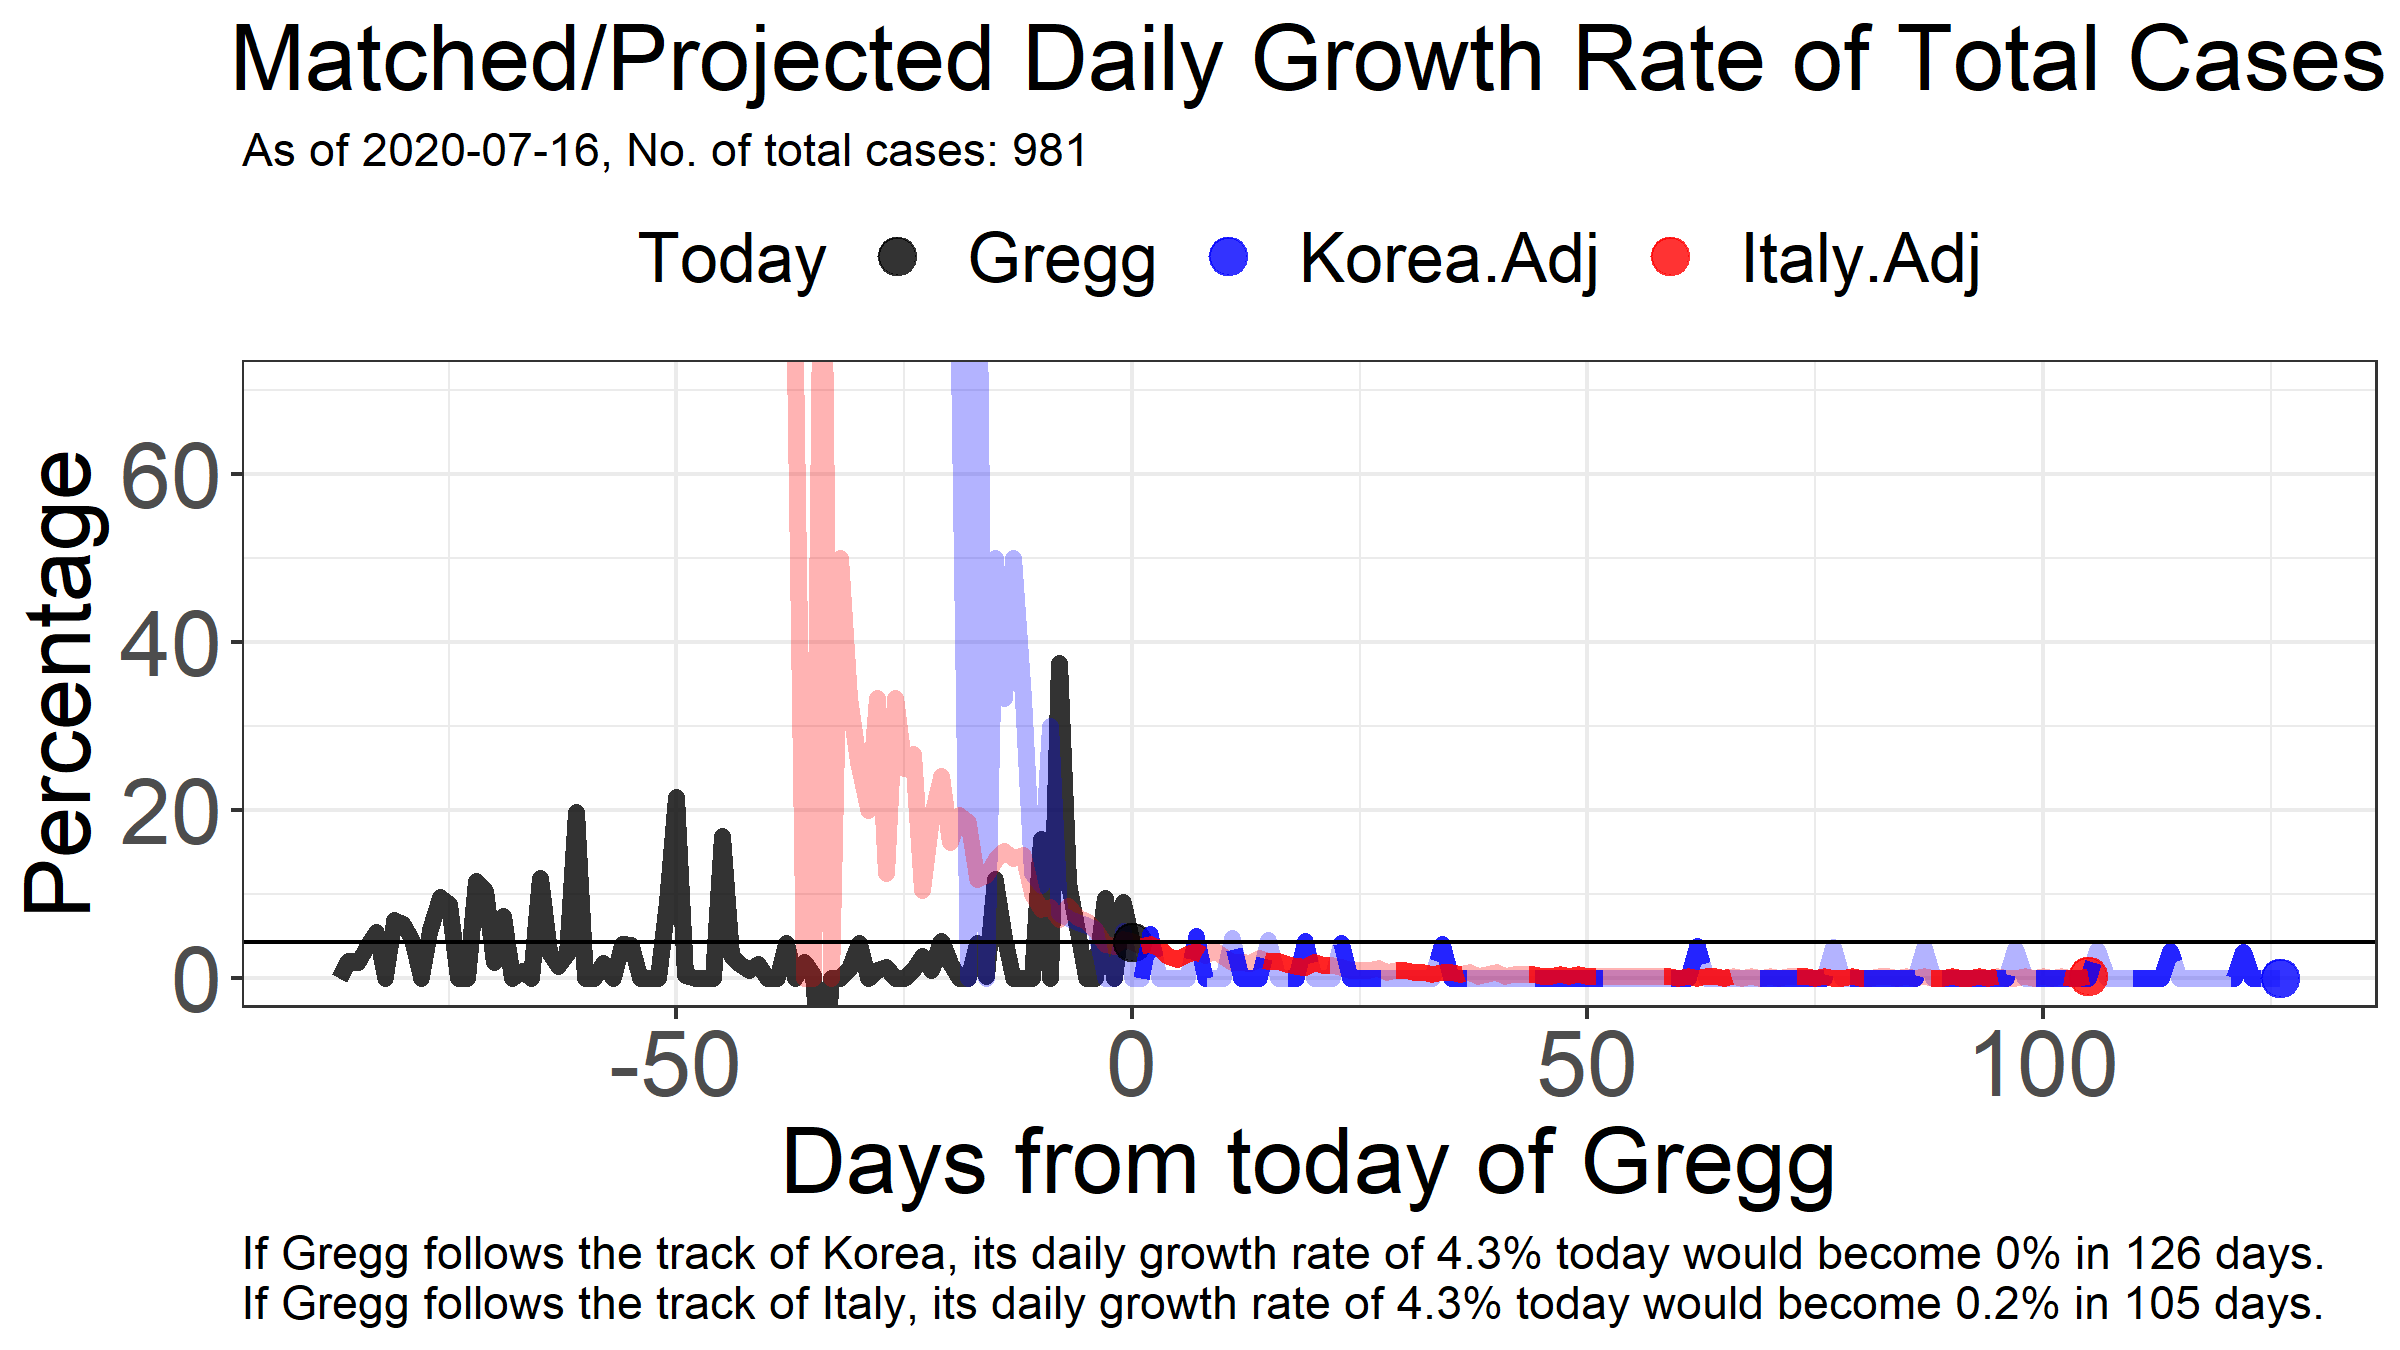 Matched/Projected Daily Growth Rate of Total Cases
As of 2020-07-16, No. of total cases: 981
Today Gregg Korea.Adj Italy.Adj
Percentage
60
40
20
0
-50 0 50 100
Days from today of Gregg
If Gregg follows the track of Korea, its daily growth rate of 4.3% today would become 0% in 126 days.
If Gregg follows the track of Italy, its daily growth rate of 4.3% today would become 0.2% in 105 days.